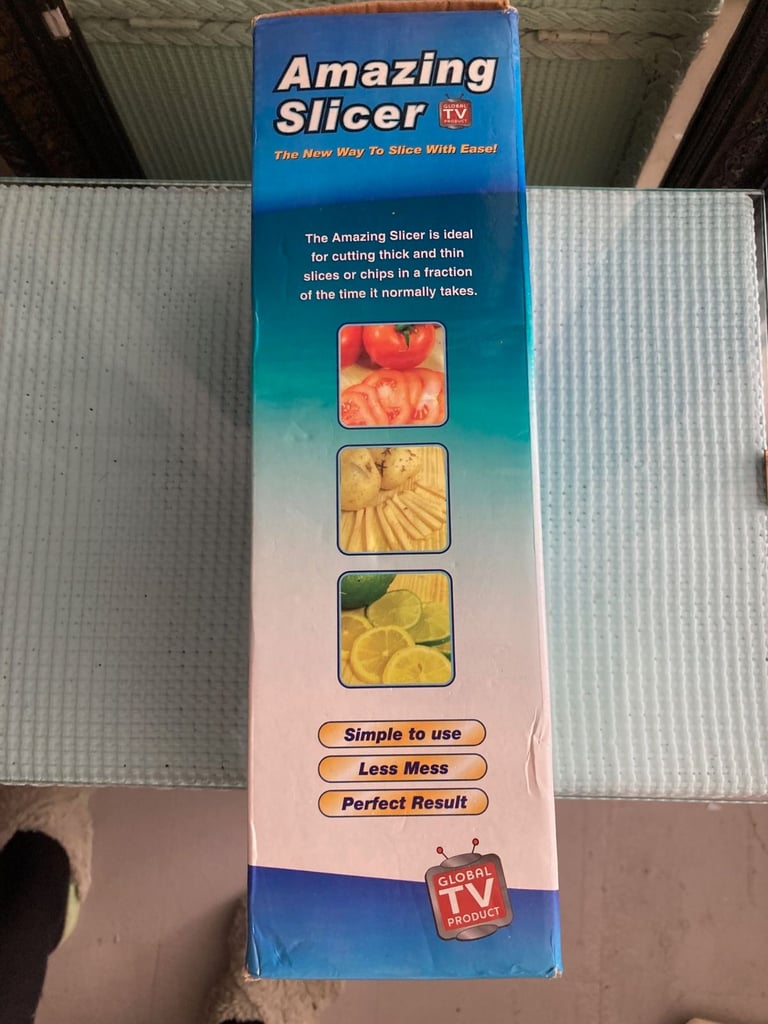 Amazing
Slicer
GLOBAL
TV
PRODUCT
The New Way To Slice With Ease!
The Amazing Slicer is ideal
for cutting thick and thin
slices or chips in a fraction
of the time it normally takes.
Simple to use
Less Mess
Perfect Result
GLOBAL
TV
PRODUCT